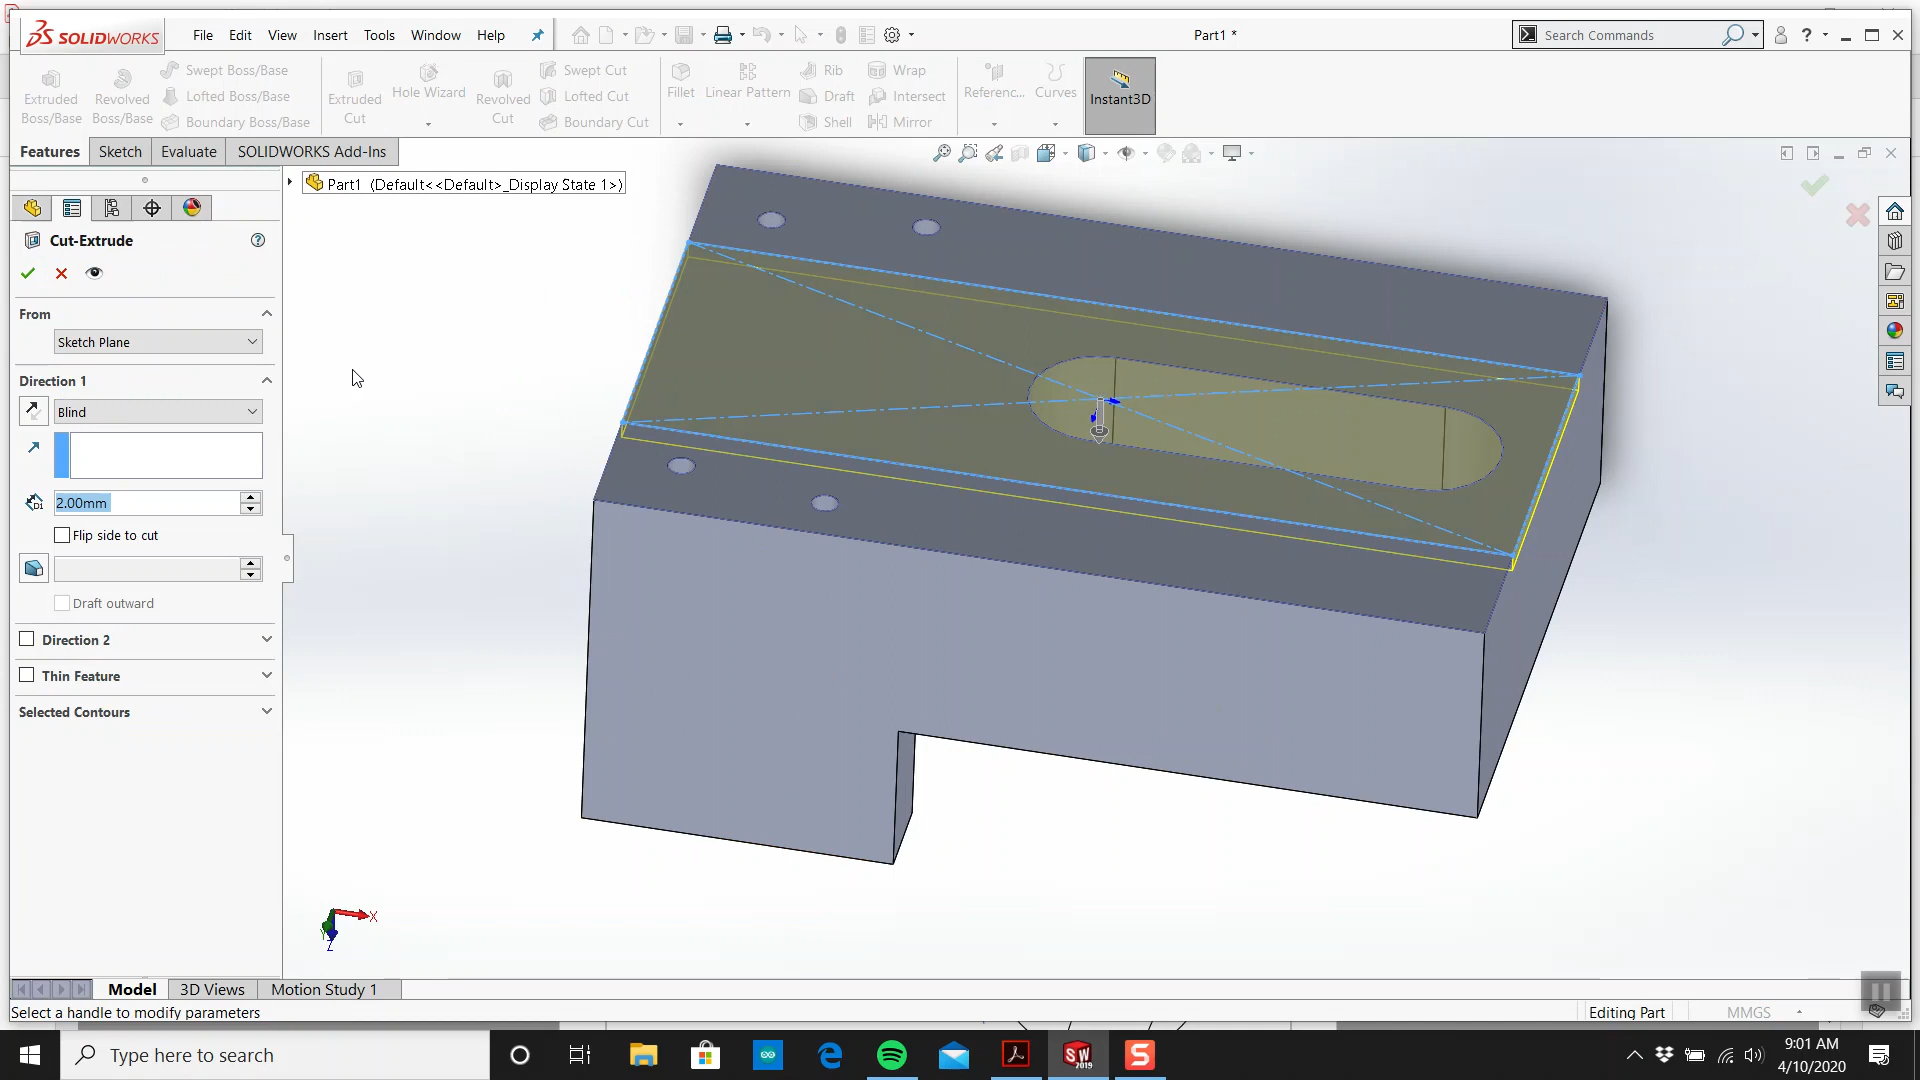 SOLIDWORKS
File Edit View Insert Tools Window Help
Part1 *
Search Commands
?
Extruded Boss/Base
Revolved Boss/Base
Swept Boss/Base
Lofted Boss/Base
Boundary Boss/Base
Extruded Cut
Hole Wizard
Revolved Cut
Swept Cut
Lofted Cut
Boundary Cut
Fillet
Linear Pattern
Rib
Draft
Shell
Wrap
Intersect
Mirror
Referenc...
Curves
Instant3D
Features Sketch Evaluate SOLIDWORKS Add-Ins
Part1 (Default<<Default>_Display State 1>)
Cut-Extrude
?
From
Sketch Plane
Direction 1
Blind
D1
2.00mm
Flip side to cut
Draft outward
Direction 2
Thin Feature
Selected Contours
X
Y
Z
Model 3D Views Motion Study 1
Select a handle to modify parameters
Editing Part
MMGS
Type here to search
SW
2019
S
9:01 AM
4/10/2020